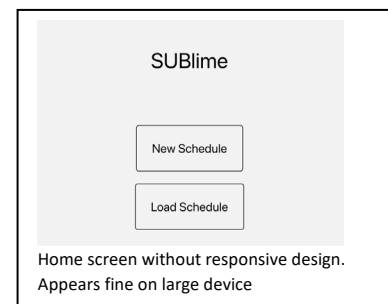 SUBlime
New Schedule
Load Schedule
Home screen without responsive design.
Appears fine on large device